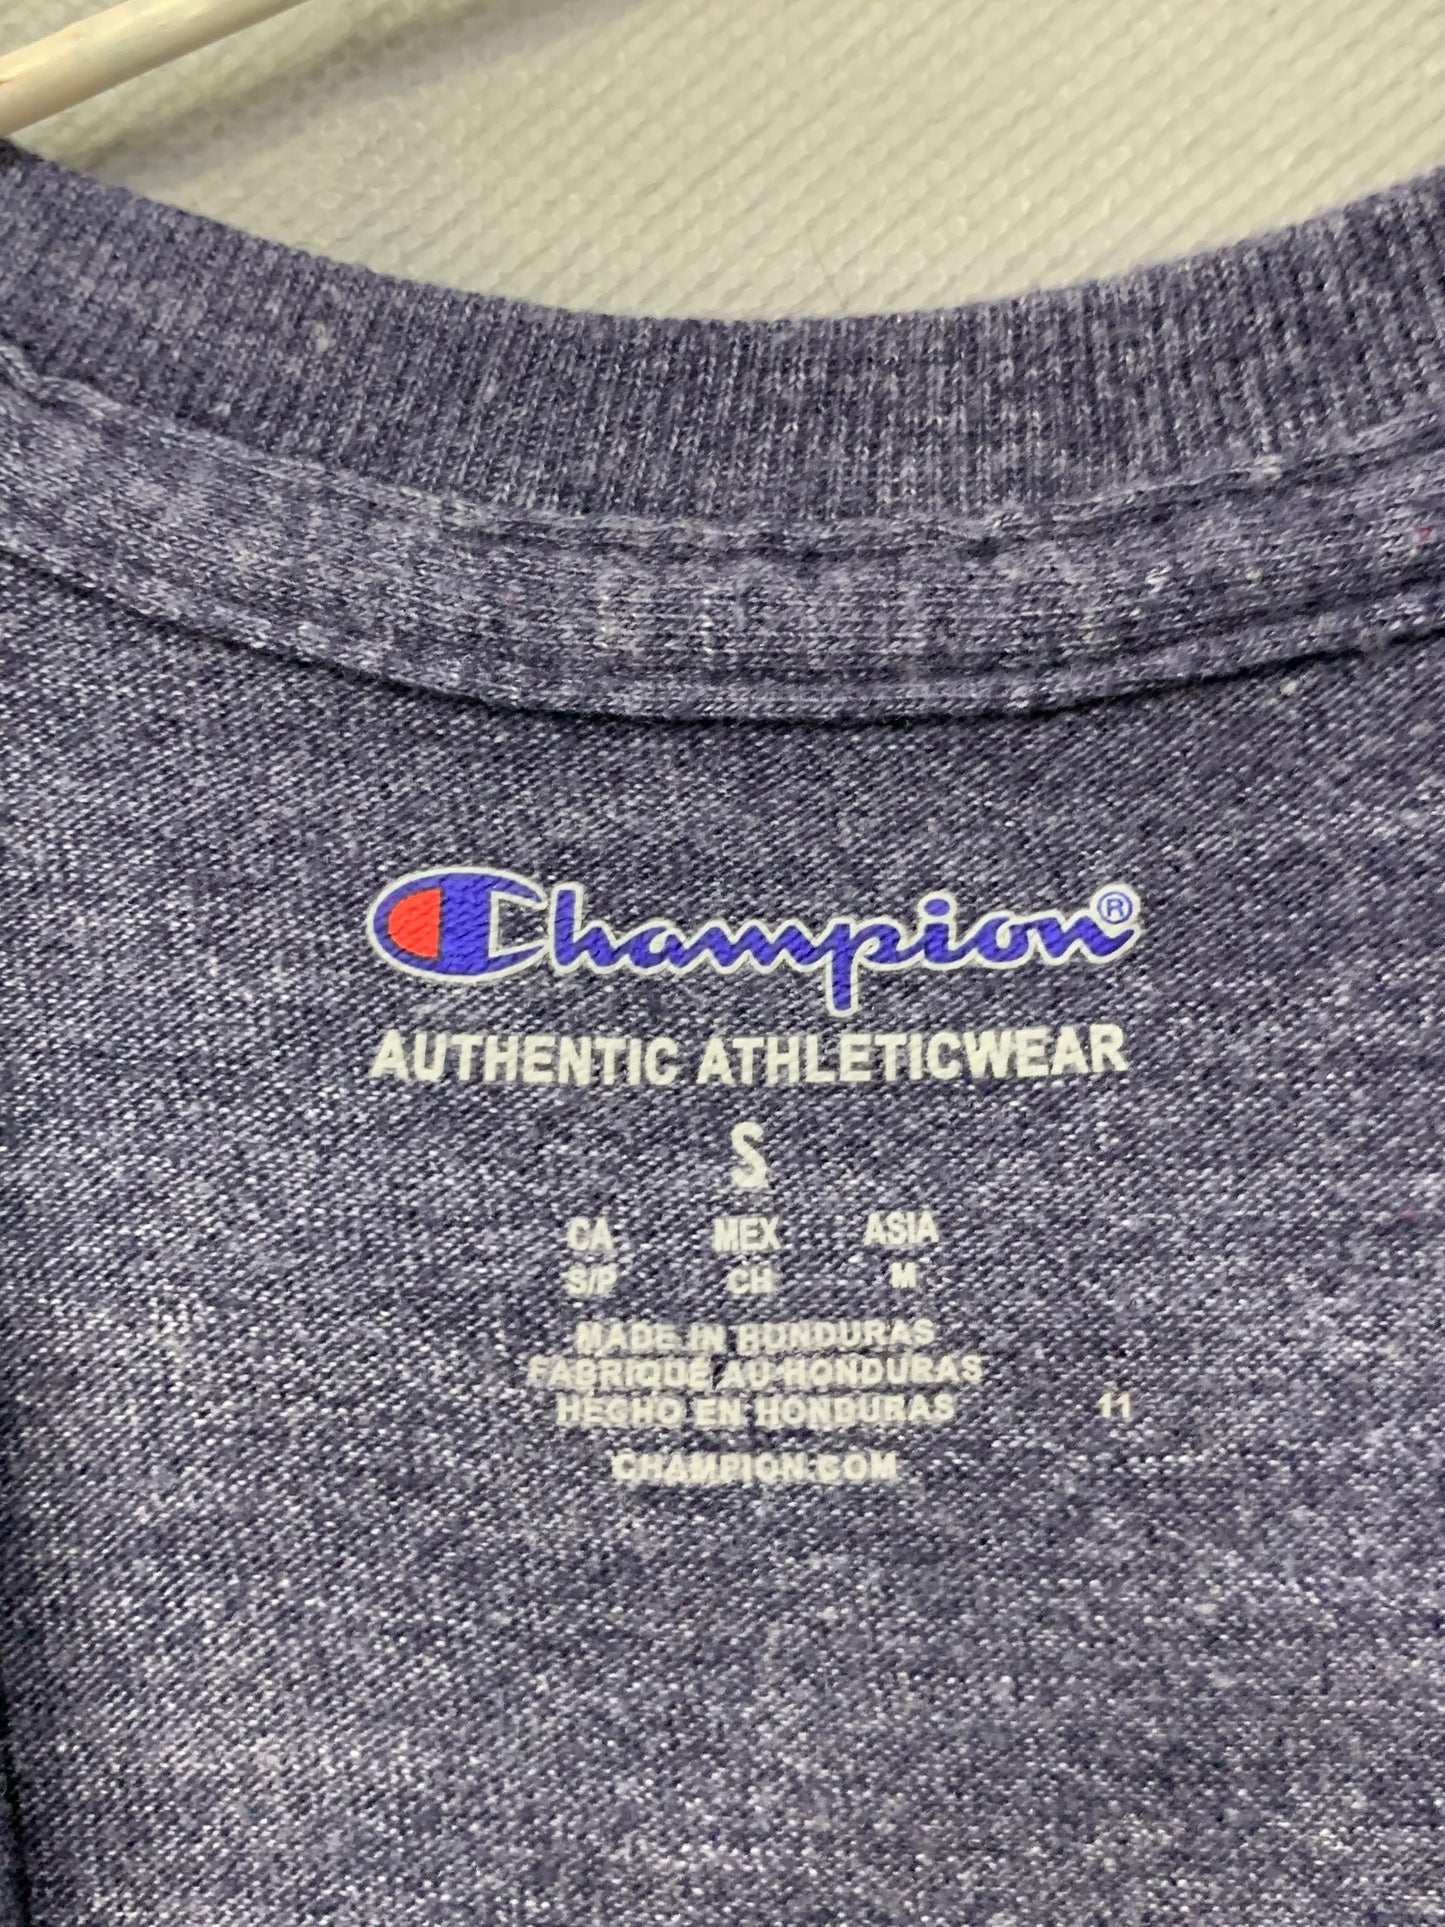 Champion®
AUTHENTIC ATHLETICWEAR
S
CA MEX ASIA
S/P CH M
MADE IN HONDURAS
FABRIQUÉ AU HONDURAS
HECHO EN HONDURAS 11
CHAMPION.COM